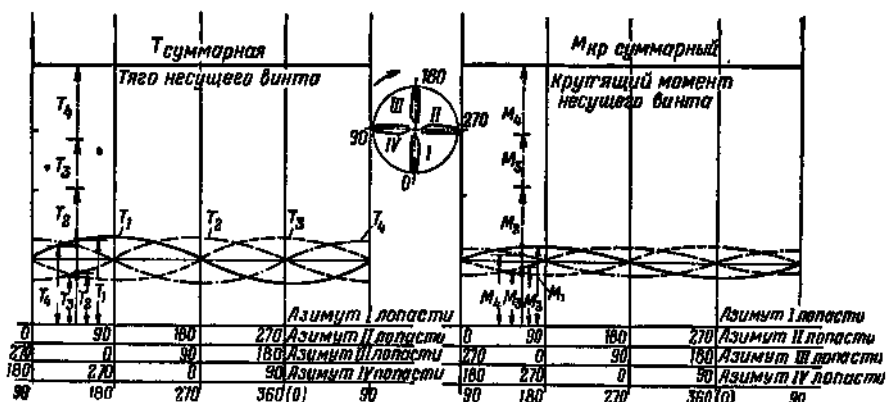 T суммарная
Тяго несущего винта
T₄
T₃
T₂
T₁
T₂
T₃
T₄
T₄
T₃
T₂
T₁
180
III
II
90
270
IV
I
0
Mкр суммарный
Крутящий момент
несущего винта
M₄
M₃
M₂
M₄
M₃
M₂
M₁
Азимут I лопасти
0 90 180 270 Азимут II лопасти
270 0 90 180 Азимут III лопасти
180 270 0 90 Азимут IV лопасти
90 180 270 360(0) 90
Азимут I лопасти
0 90 180 270 Азимут II лопасти
270 0 90 180 Азимут III лопасти
180 270 0 90 Азимут IV лопасти
90 180 270 360(0) 90